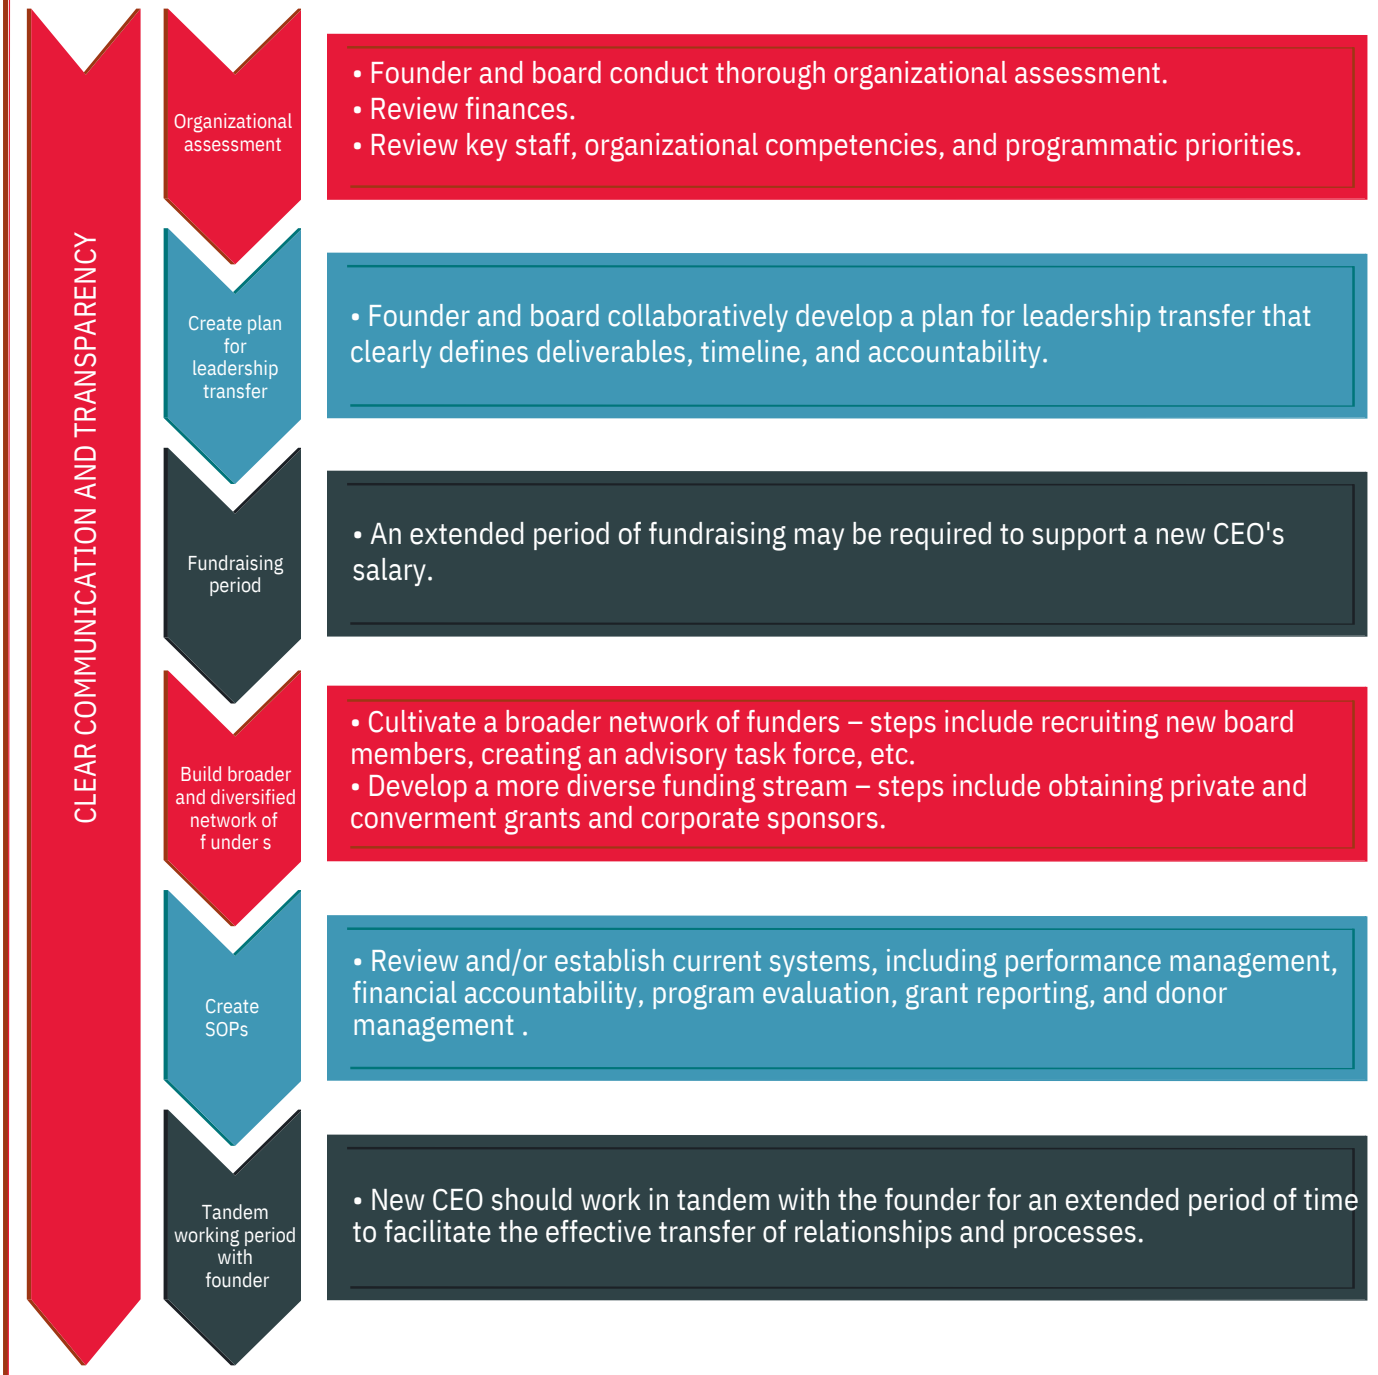 CLEAR COMMUNICATION AND TRANSPARENCY
Organizational
assessment
• Founder and board conduct thorough organizational assessment.
• Review finances.
• Review key staff, organizational competencies, and programmatic priorities.
Create plan
for
leadership
transfer
• Founder and board collaboratively develop a plan for leadership transfer that
clearly defines deliverables, timeline, and accountability.
Fundraising
period
• An extended period of fundraising may be required to support a new CEO's
salary.
Build broader
and diversified
network of
f under s
• Cultivate a broader network of funders – steps include recruiting new board
members, creating an advisory task force, etc.
• Develop a more diverse funding stream – steps include obtaining private and
converment grants and corporate sponsors.
Create
SOPs
• Review and/or establish current systems, including performance management,
financial accountability, program evaluation, grant reporting, and donor
management .
Tandem
working period
with
founder
• New CEO should work in tandem with the founder for an extended period of time
to facilitate the effective transfer of relationships and processes.